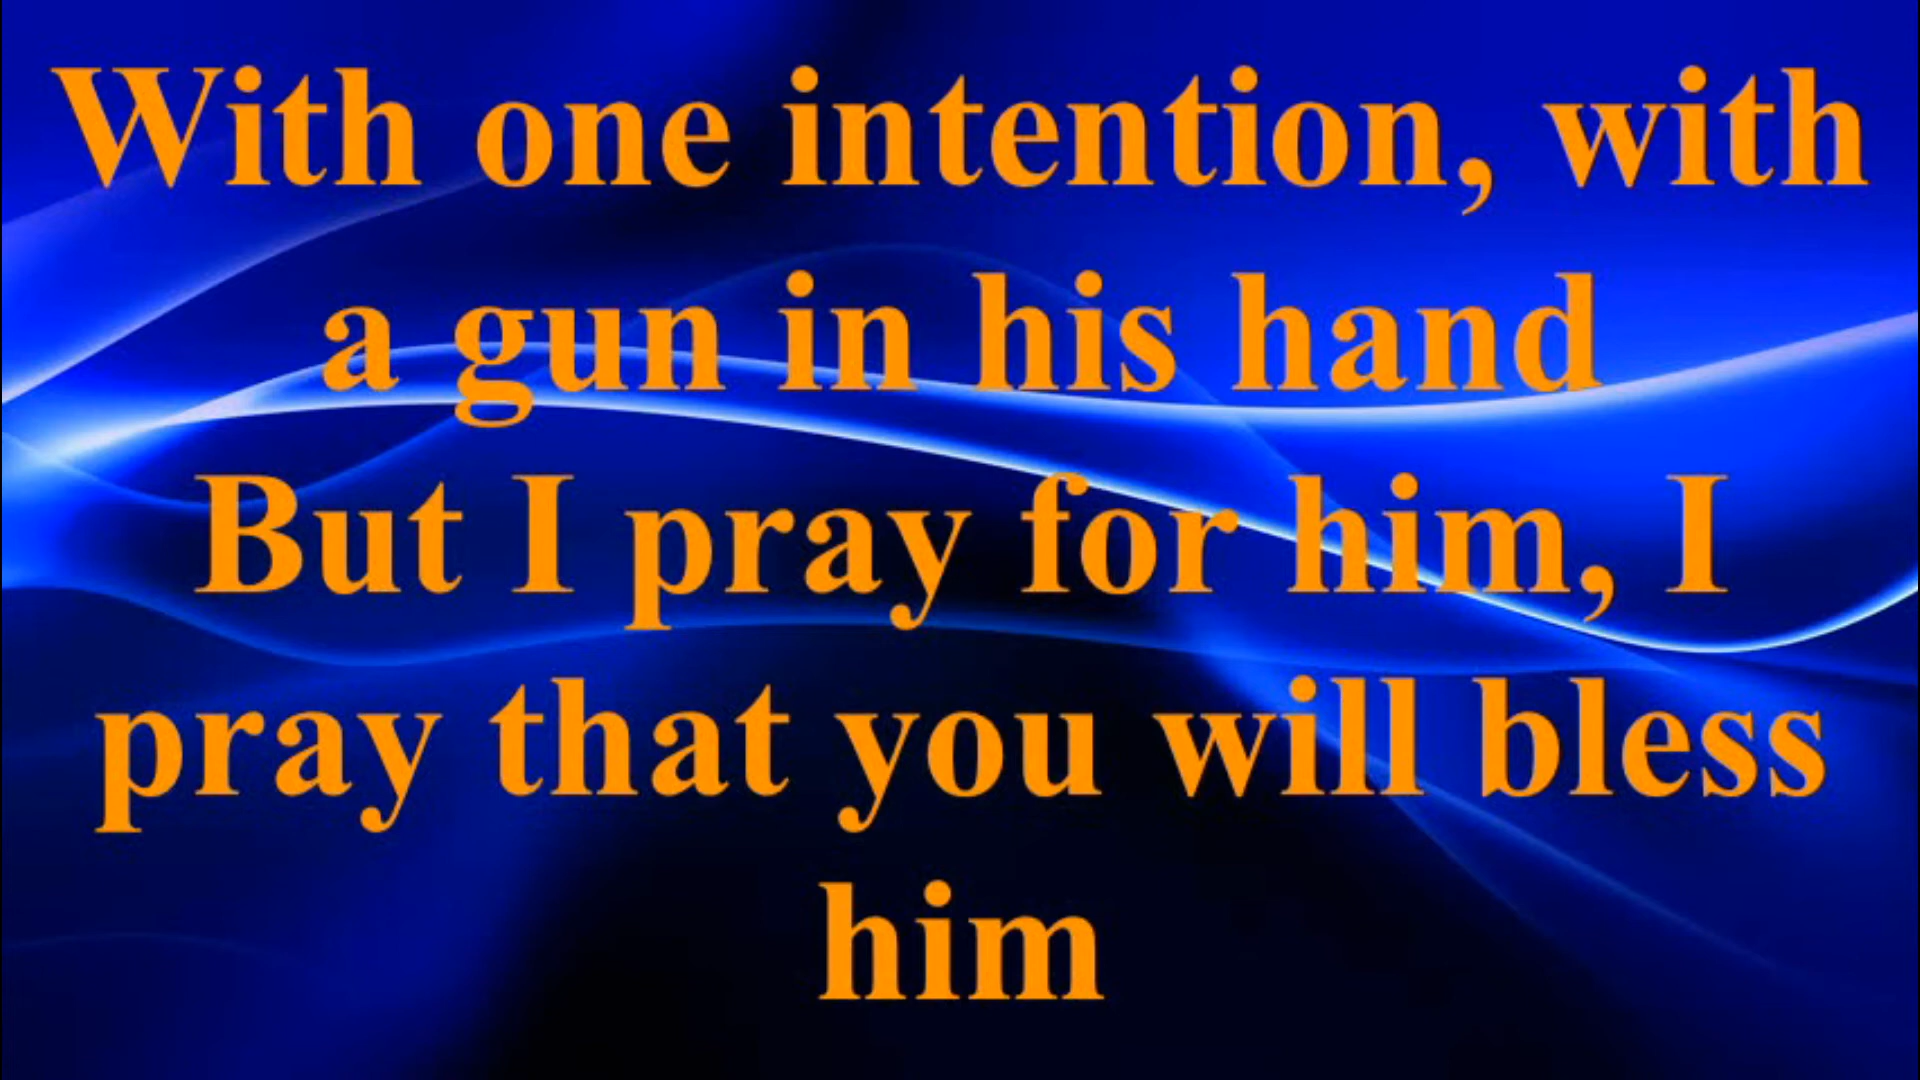 With one intention, with
a gun in his hand
But I pray for him, I
pray that you will bless
him